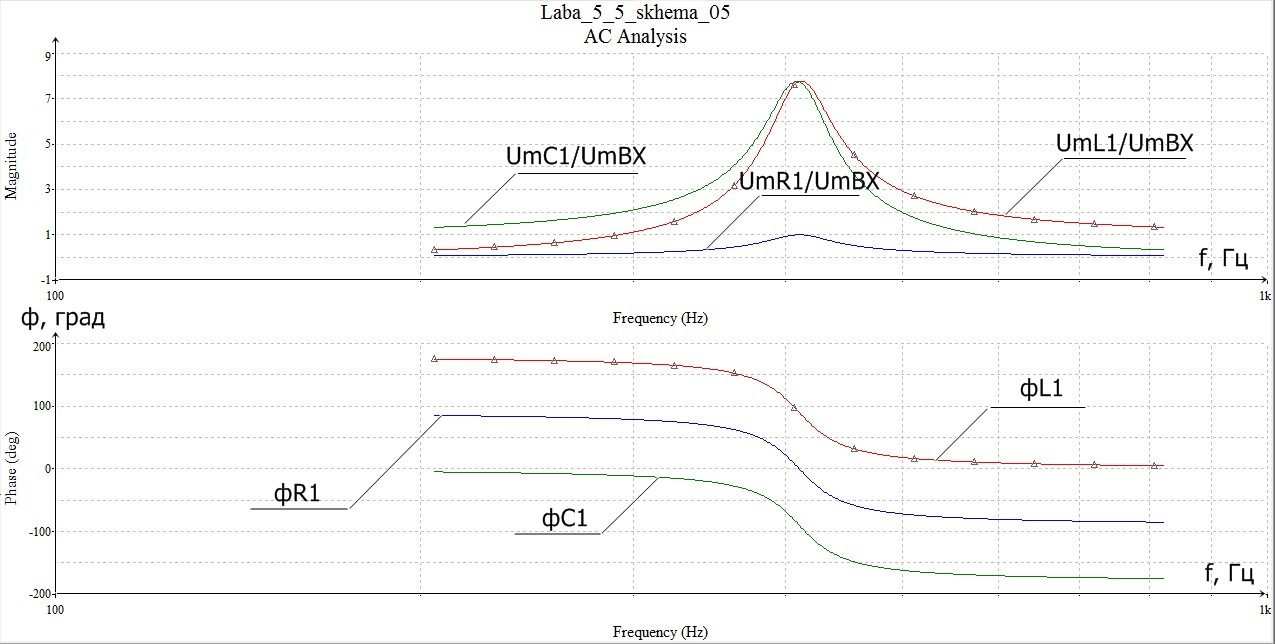 Laba_5_5_skhema_05
AC Analysis
9
7
5
3
1
-1
Magnitude
UmC1/UmBX
UmR1/UmBX
UmL1/UmBX
f, Гц
100
1k
Frequency (Hz)
ф, град
200
100
0
-100
-200
Phase (deg)
фL1
фR1
фC1
f, Гц
100
1k
Frequency (Hz)